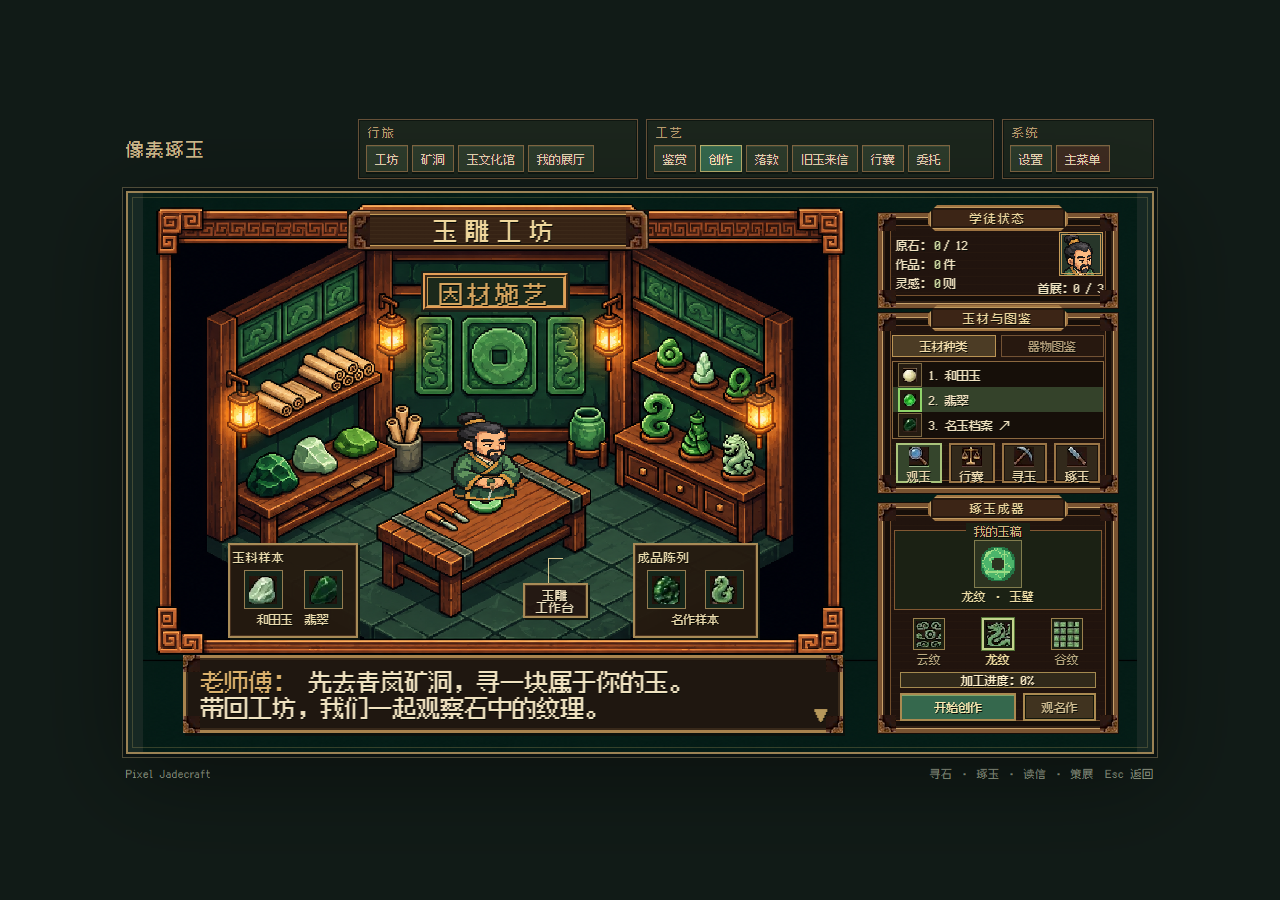 像素琢玉
行旅
工坊 矿洞 玉文化馆 我的展厅
工艺
鉴赏 创作 落款 旧玉来信 行囊 委托
系统
设置 主菜单
玉雕工坊
因材施艺
玉料样本
和田玉 翡翠
玉雕
工作台
成品陈列
名作样本
老师傅： 先去青岚矿洞，寻一块属于你的玉。
带回工坊，我们一起观察石中的纹理。
▼
学徒状态
原石：0 / 12
作品：0 件
灵感：0 则
首展：0 / 3
玉材与图鉴
玉材种类 器物图鉴
1. 和田玉
2. 翡翠
3. 名玉档案 ↗
观玉 行囊 寻玉 琢玉
琢玉成器
我的玉稿
龙纹 · 玉璧
云纹 龙纹 谷纹
加工进度：0%
开始创作 观名作
Pixel Jadecraft
寻石 · 琢玉 · 读信 · 策展 Esc 返回